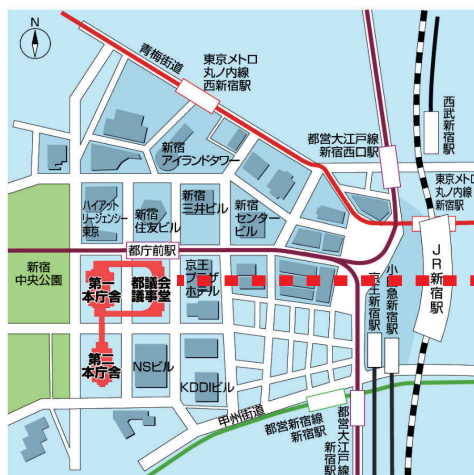 N
青梅街道
東京メトロ
丸ノ内線
西新宿駅
西武新宿駅
都営大江戸線
新宿西口駅
新宿
アイランドタワー
東京メトロ
丸ノ内線
新宿駅
ハイアット
リージェンシー
東京
新宿
住友ビル
新宿
三井ビル
新宿
センター
ビル
都庁前駅
JR新宿駅
新宿
中央公園
第一
本庁舎
都議会
議事堂
京王
プラザ
ホテル
小田急新宿駅
京王新宿駅
第二
本庁舎
NSビル
KDDIビル
甲州街道
都営新宿線
新宿駅
都営大江戸線
新宿駅